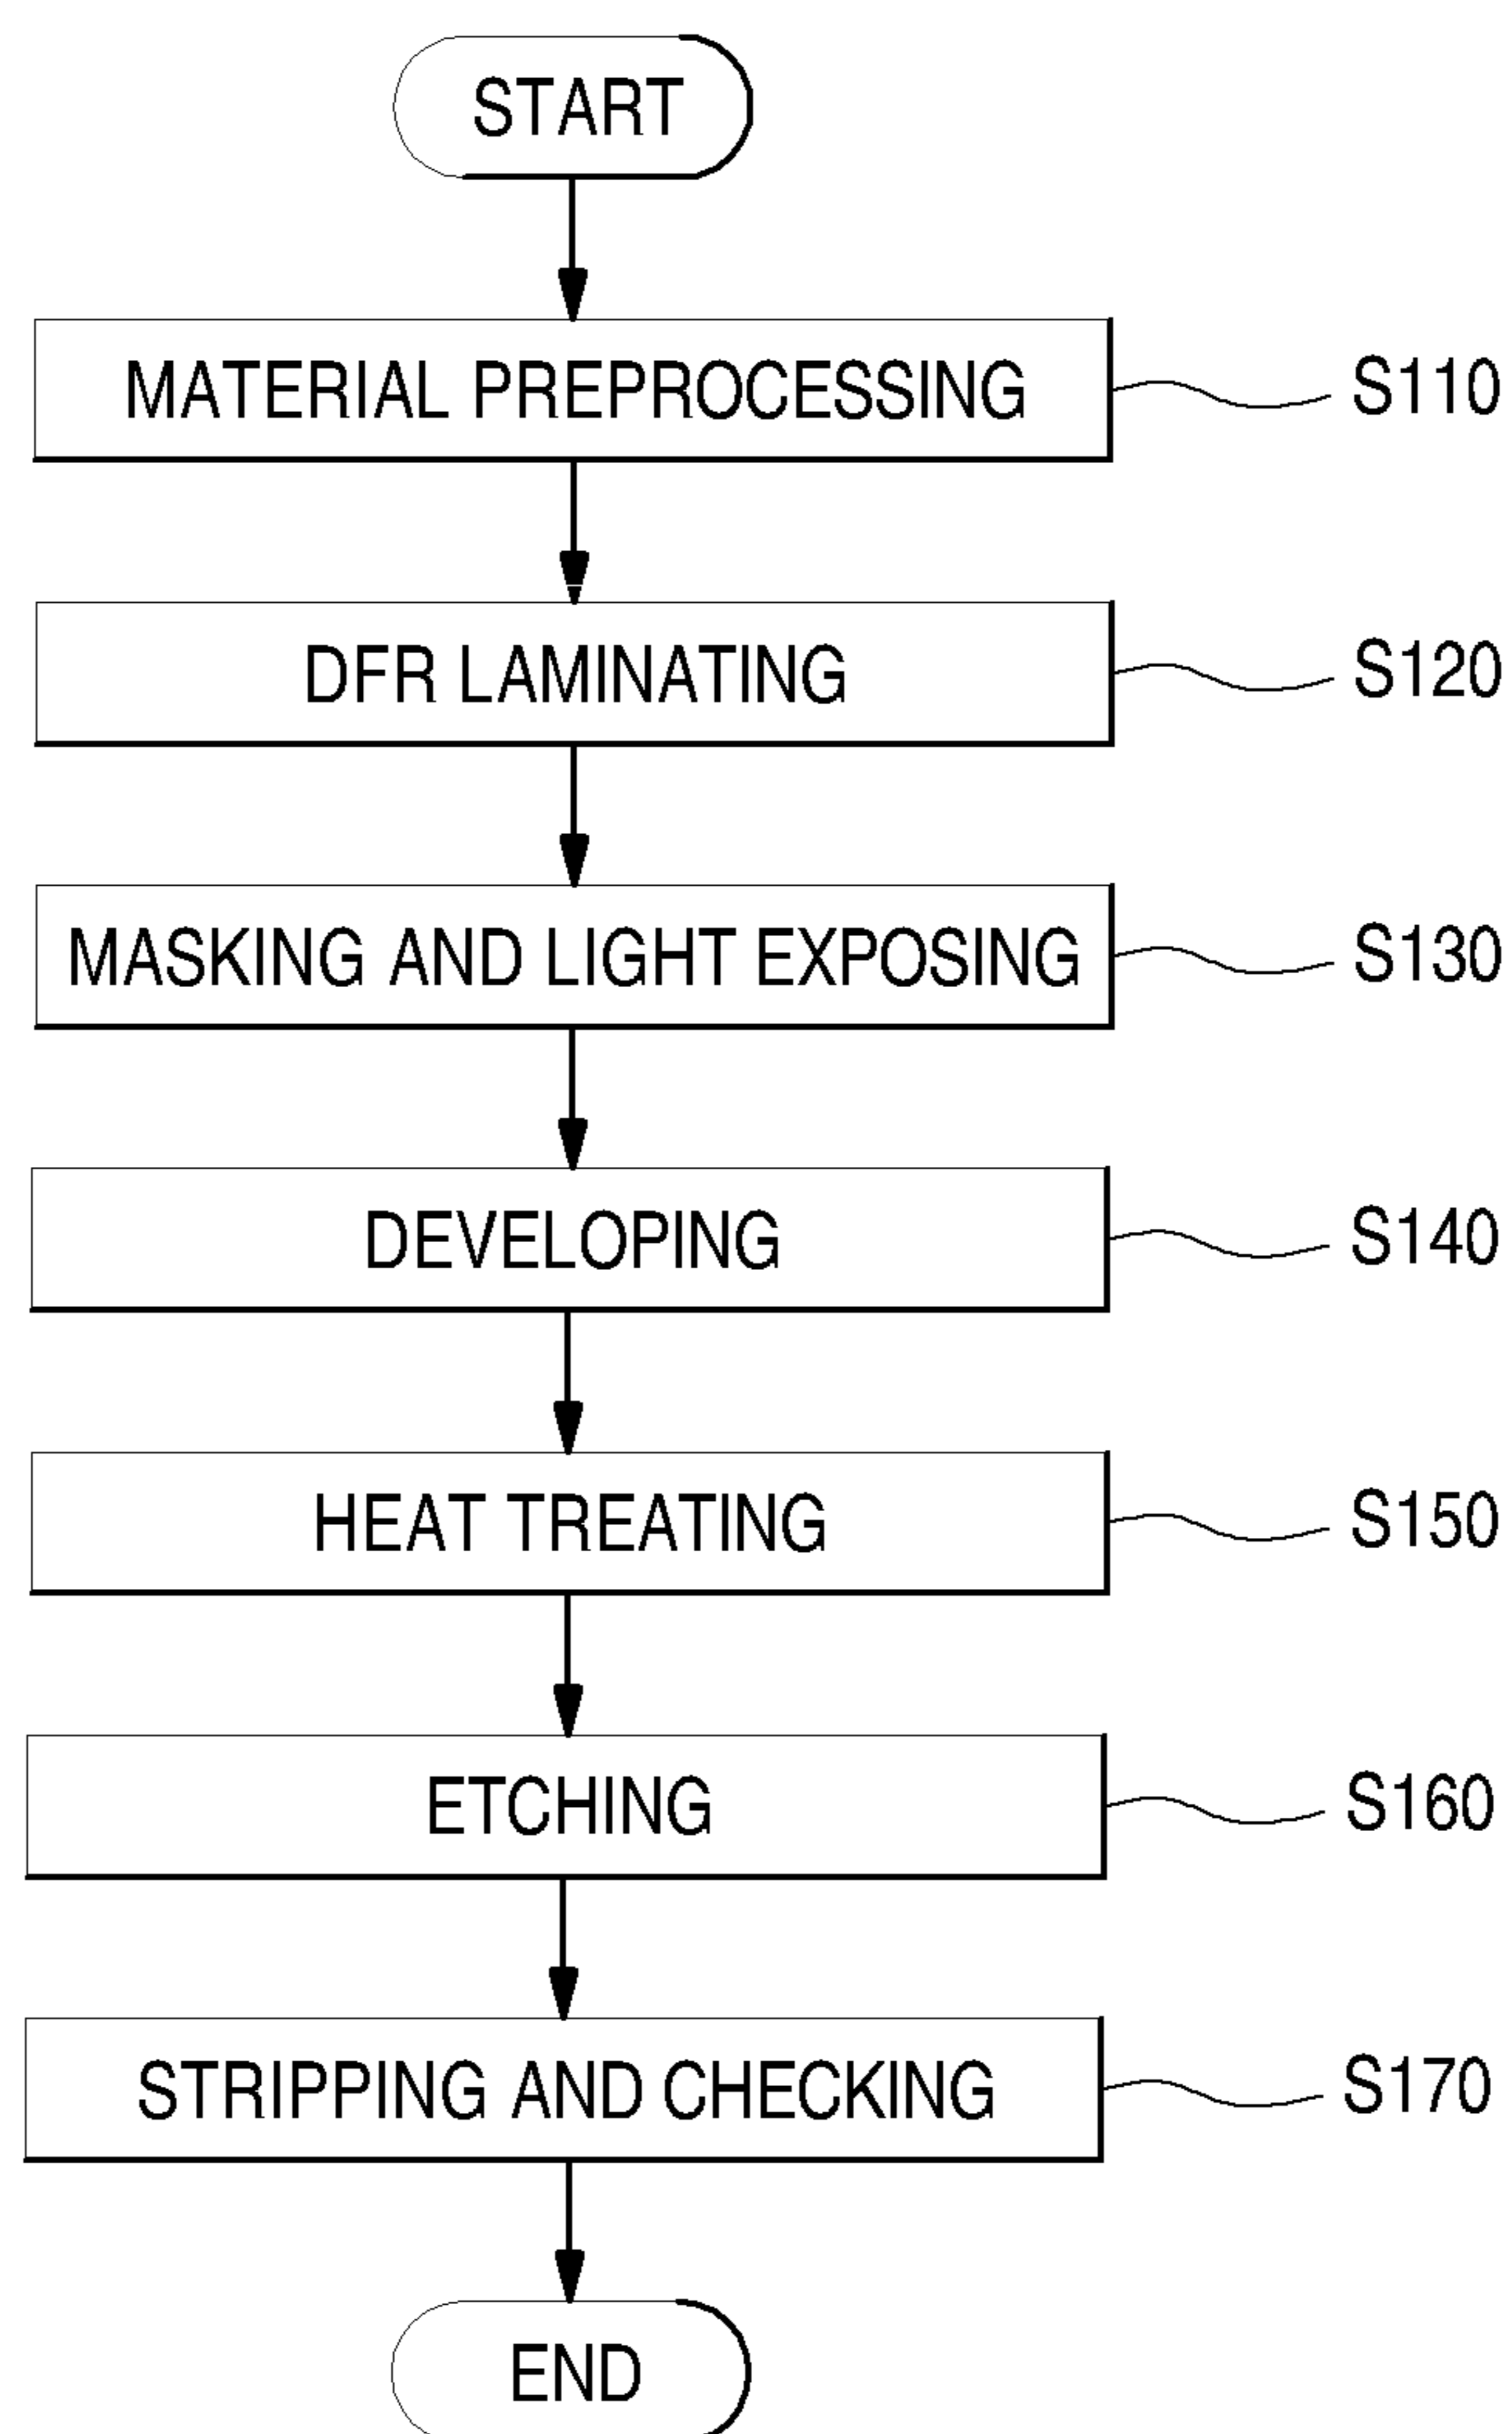 START
MATERIAL PREPROCESSING S110
DFR LAMINATING S120
MASKING AND LIGHT EXPOSING S130
DEVELOPING S140
HEAT TREATING S150
ETCHING S160
STRIPPING AND CHECKING S170
END